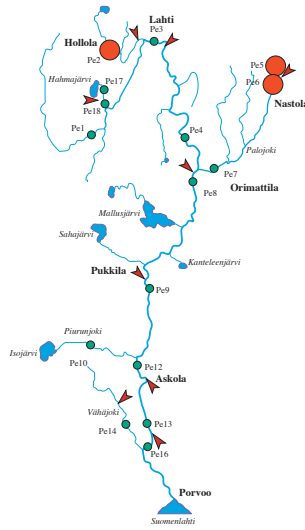 Lahti
Pe3
Hollola
Pe2
Pe5
Pe6
Hahmajärvi
Pe17
Nastola
Pe18
Pe1
Pe4
Palojoki
Pe7
Orimattila
Pe8
Mallusjärvi
Sahajärvi
Kanteleenjärvi
Pukkila
Pe9
Piurunjoki
Isojärvi
Pe10
Pe12
Askola
Vähäjoki
Pe13
Pe14
Pe16
Porvoo
Suomenlahti